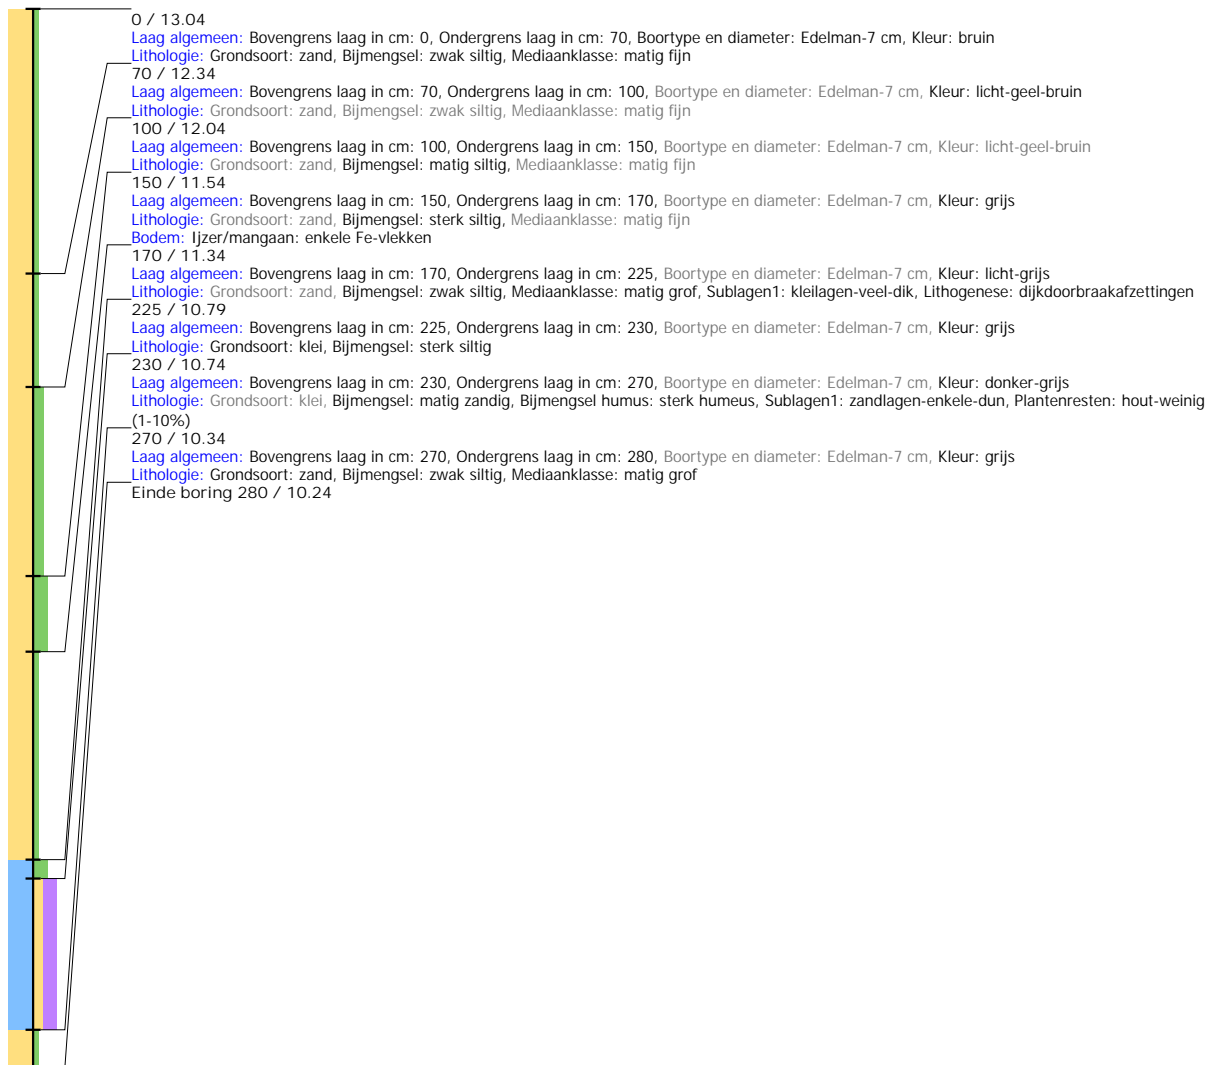 0 / 13.04
Laag algemeen: Bovengrens laag in cm: 0, Ondergrens laag in cm: 70, Boortype en diameter: Edelman-7 cm, Kleur: bruin
Lithologie: Grondsoort: zand, Bijmengsel: zwak siltig, Mediaanklasse: matig fijn
70 / 12.34
Laag algemeen: Bovengrens laag in cm: 70, Ondergrens laag in cm: 100, Boortype en diameter: Edelman-7 cm, Kleur: licht-geel-bruin
Lithologie: Grondsoort: zand, Bijmengsel: zwak siltig, Mediaanklasse: matig fijn
100 / 12.04
Laag algemeen: Bovengrens laag in cm: 100, Ondergrens laag in cm: 150, Boortype en diameter: Edelman-7 cm, Kleur: licht-geel-bruin
Lithologie: Grondsoort: zand, Bijmengsel: matig siltig, Mediaanklasse: matig fijn
150 / 11.54
Laag algemeen: Bovengrens laag in cm: 150, Ondergrens laag in cm: 170, Boortype en diameter: Edelman-7 cm, Kleur: grijs
Lithologie: Grondsoort: zand, Bijmengsel: sterk siltig, Mediaanklasse: matig fijn
Bodem: Ijzer/mangaan: enkele Fe-vlekken
170 / 11.34
Laag algemeen: Bovengrens laag in cm: 170, Ondergrens laag in cm: 225, Boortype en diameter: Edelman-7 cm, Kleur: licht-grijs
Lithologie: Grondsoort: zand, Bijmengsel: zwak siltig, Mediaanklasse: matig grof, Sublagen1: kleilagen-veel-dik, Lithogenese: dijkdoorbraakafzettingen
225 / 10.79
Laag algemeen: Bovengrens laag in cm: 225, Ondergrens laag in cm: 230, Boortype en diameter: Edelman-7 cm, Kleur: grijs
Lithologie: Grondsoort: klei, Bijmengsel: sterk siltig
230 / 10.74
Laag algemeen: Bovengrens laag in cm: 230, Ondergrens laag in cm: 270, Boortype en diameter: Edelman-7 cm, Kleur: donker-grijs
Lithologie: Grondsoort: klei, Bijmengsel: matig zandig, Bijmengsel humus: sterk humeus, Sublagen1: zandlagen-enkele-dun, Plantenresten: hout-weinig
(1-10%)
270 / 10.34
Laag algemeen: Bovengrens laag in cm: 270, Ondergrens laag in cm: 280, Boortype en diameter: Edelman-7 cm, Kleur: grijs
Lithologie: Grondsoort: zand, Bijmengsel: zwak siltig, Mediaanklasse: matig grof
Einde boring 280 / 10.24